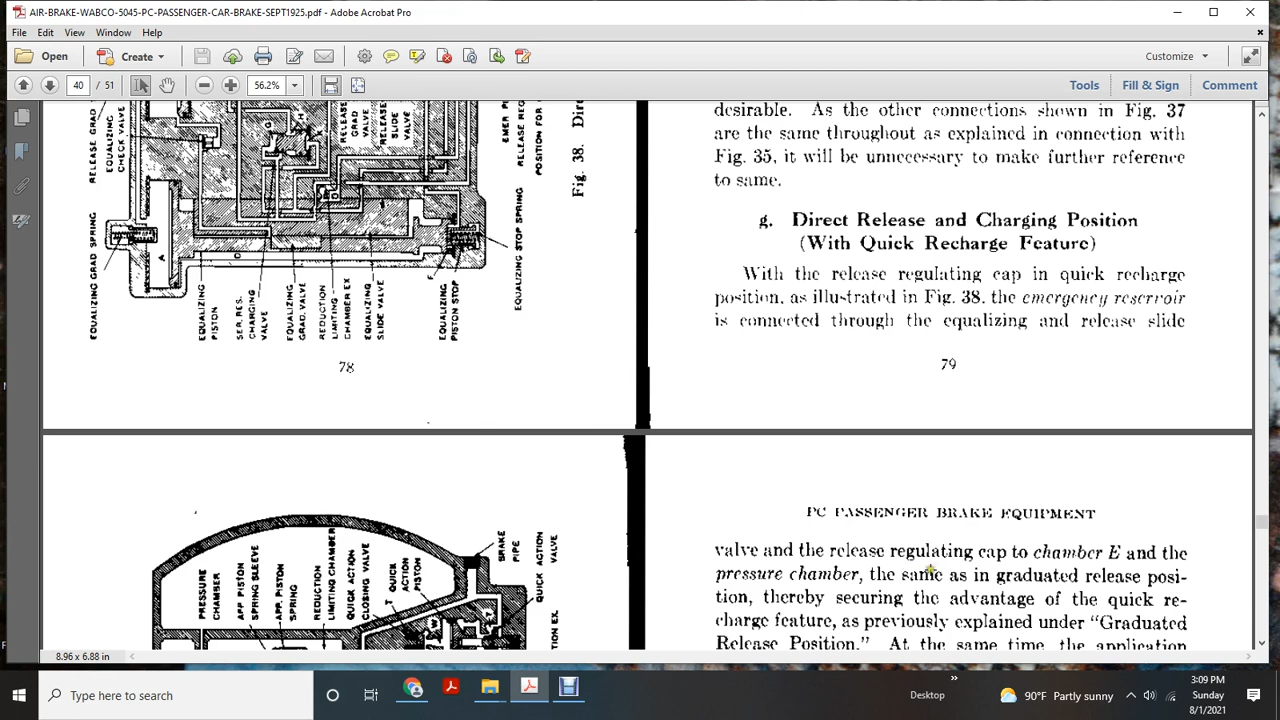 AIR-BRAKE-WABCO-5045-PC-PASSENGER-CAR-BRAKE-SEPT1925.pdf - Adobe Acrobat Pro
File Edit View Window Help
Open Create Customize
40 / 51 56.2% Tools Fill & Sign Comment
RELEASE GRAD
EQUALIZING
CHECK VALVE
RELEASE
GRAD
VALVE
RELEASE
SLIDE
VALVE
RELEASE REG
POSITION FOR
Fig. 38. Dire
EQUALIZING GRAD SPRING
EQUALIZING
PISTON
SER. RES.
CHARGING
VALVE
EQUALIZING
GRAD. VALVE
REDUCTION
LIMITING
CHAMBER EX
EQUALIZING
SLIDE VALVE
EQUALIZING
PISTON STOP
EQUALIZING STOP SPRING
A
78
desirable. As the other connections shown in Fig. 37
are the same throughout as explained in connection with
Fig. 35, it will be unnecessary to make further reference
to same.
g. Direct Release and Charging Position
(With Quick Recharge Feature)
With the release regulating cap in quick recharge
position, as illustrated in Fig. 38, the emergency reservoir
is connected through the equalizing and release slide
79
PRESSURE
CHAMBER
APP PISTON
SPRING SLEEVE
APP. PISTON
SPRING
REDUCTION
LIMITING CHAMBER
QUICK ACTION
CLOSING VALVE
QUICK
ACTION
PISTON
BRAKE
PIPE
QUICK ACTION
VALVE
PC PASSENGER BRAKE EQUIPMENT
valve and the release regulating cap to chamber E and the
pressure chamber, the same as in graduated release posi-
tion, thereby securing the advantage of the quick re-
charge feature, as previously explained under “Graduated
Release Position.” At the same time, the application
8.96 x 6.88 in
Type here to search
Desktop
90°F Partly sunny
3:09 PM
Sunday
8/1/2021